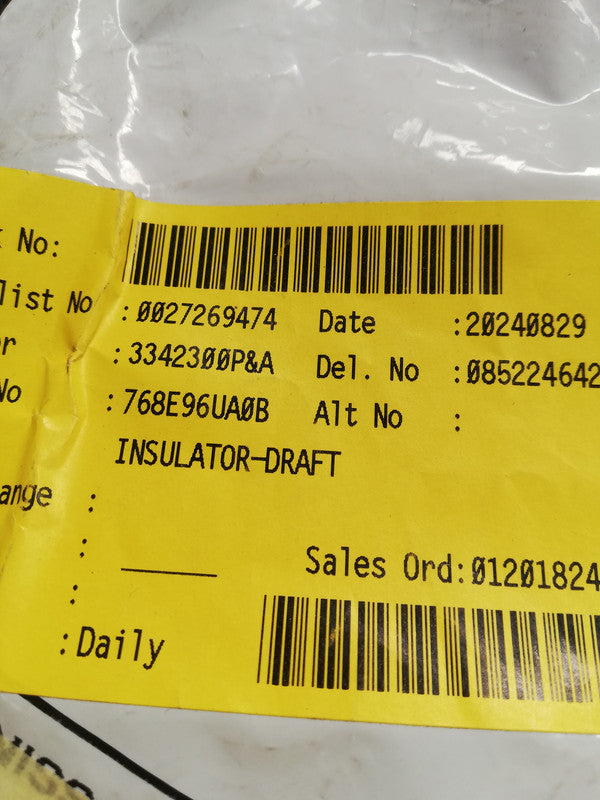 No:
list No :0027269474 Date :20240829
:3342300P&A Del. No :085224642
No :768E96UA0B Alt No :
INSULATOR-DRAFT
ange :
:
Sales Ord:01201824
:
:Daily